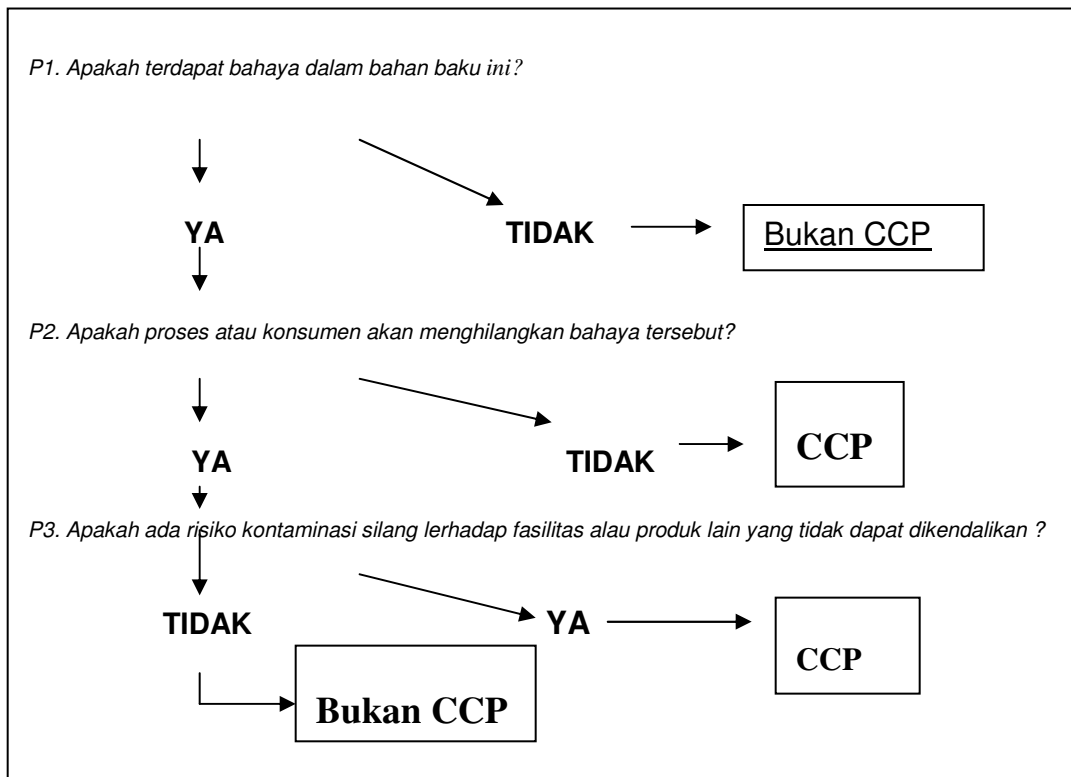 P1. Apakah terdapat bahaya dalam bahan baku ini?
YA
TIDAK
Bukan CCP
P2. Apakah proses atau konsumen akan menghilangkan bahaya tersebut?
YA
TIDAK
CCP
P3. Apakah ada risiko kontaminasi silang lerhadap fasilitas alau produk lain yang tidak dapat dikendalikan ?
TIDAK
YA
CCP
Bukan CCP